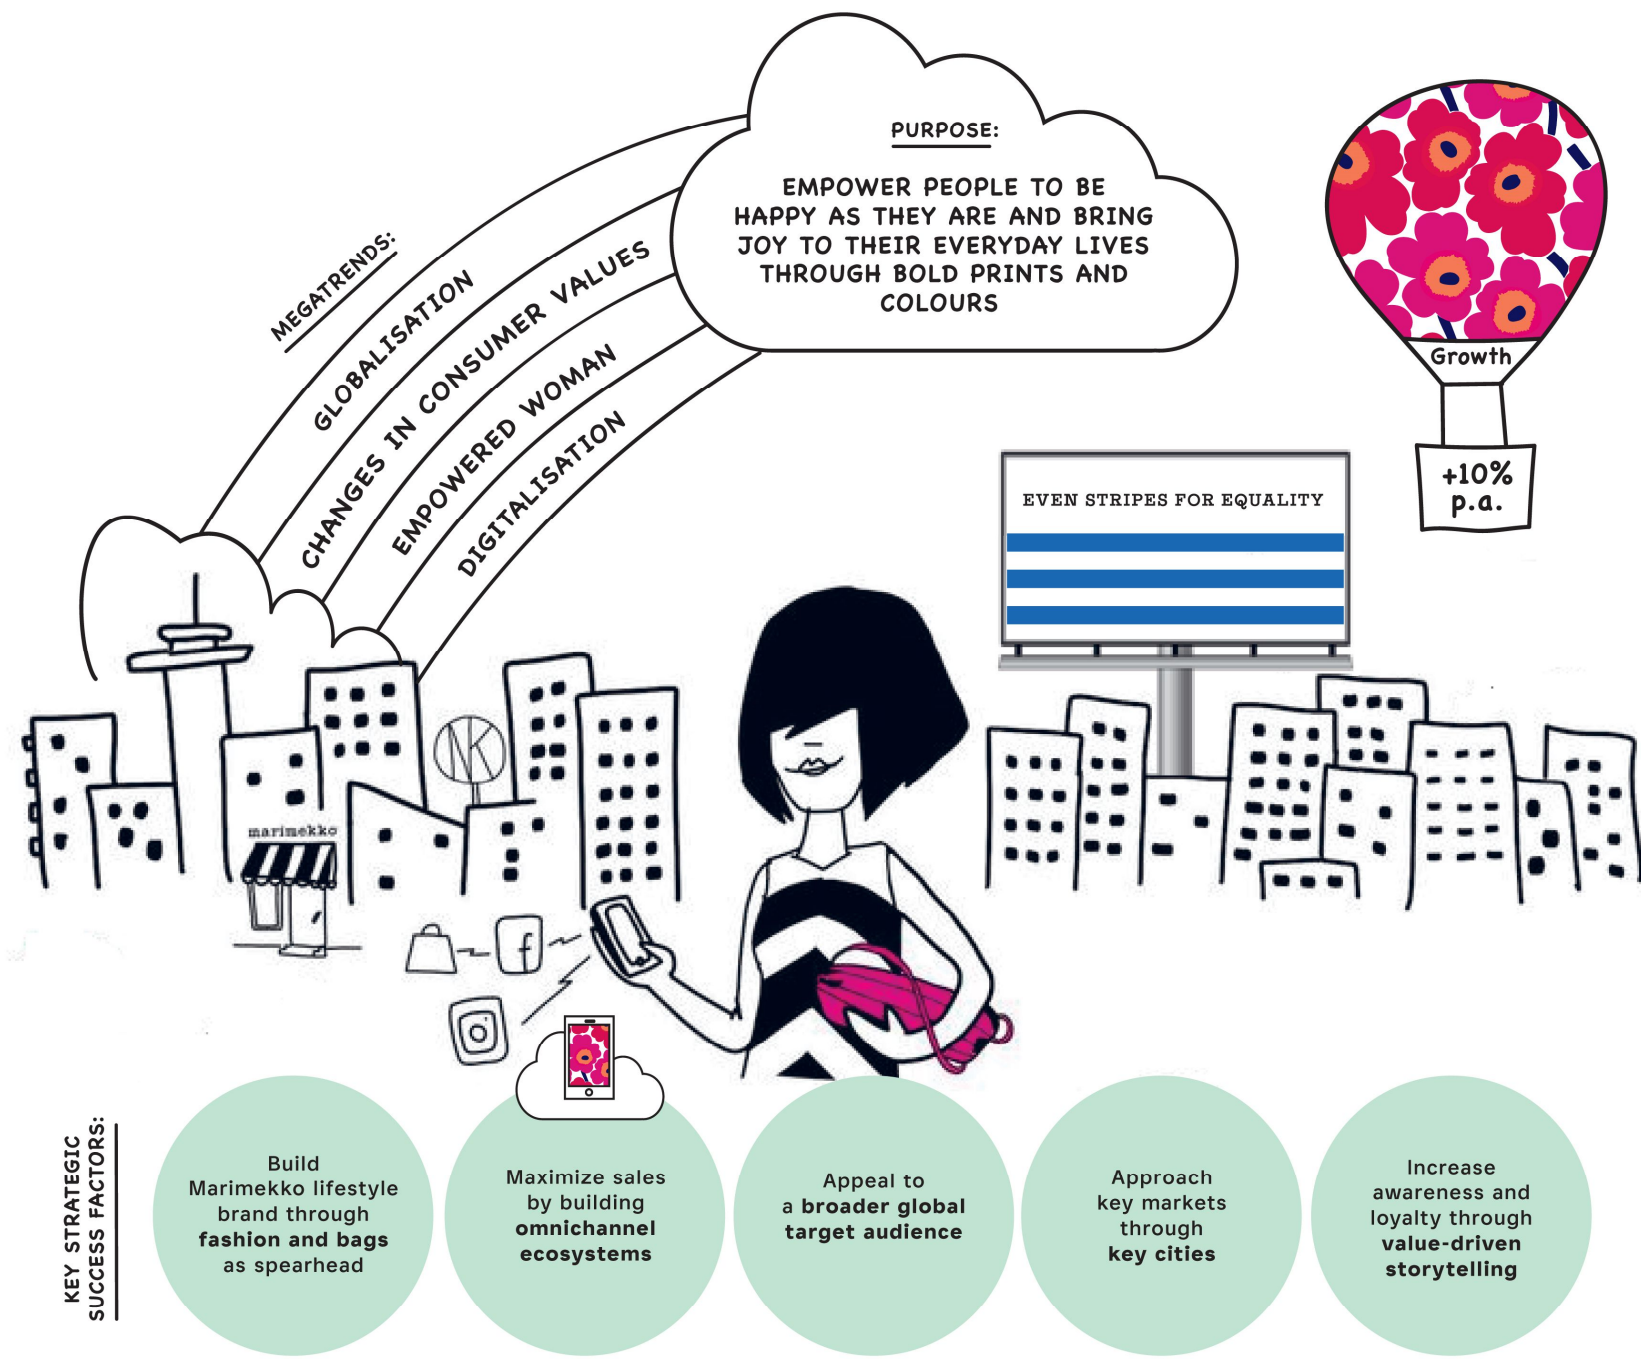 PURPOSE:
EMPOWER PEOPLE TO BE
HAPPY AS THEY ARE AND BRING
JOY TO THEIR EVERYDAY LIVES
THROUGH BOLD PRINTS AND
COLOURS
MEGATRENDS:
GLOBALISATION
CHANGES IN CONSUMER VALUES
EMPOWERED WOMAN
DIGITALISATION
Growth
+10%
p.a.
EVEN STRIPES FOR EQUALITY
NK
marimekko
f
KEY STRATEGIC
SUCCESS FACTORS:
Build
Marimekko lifestyle
brand through
fashion and bags
as spearhead
Maximize sales
by building
omnichannel
ecosystems
Appeal to
a broader global
target audience
Approach
key markets
through
key cities
Increase
awareness and
loyalty through
value-driven
storytelling